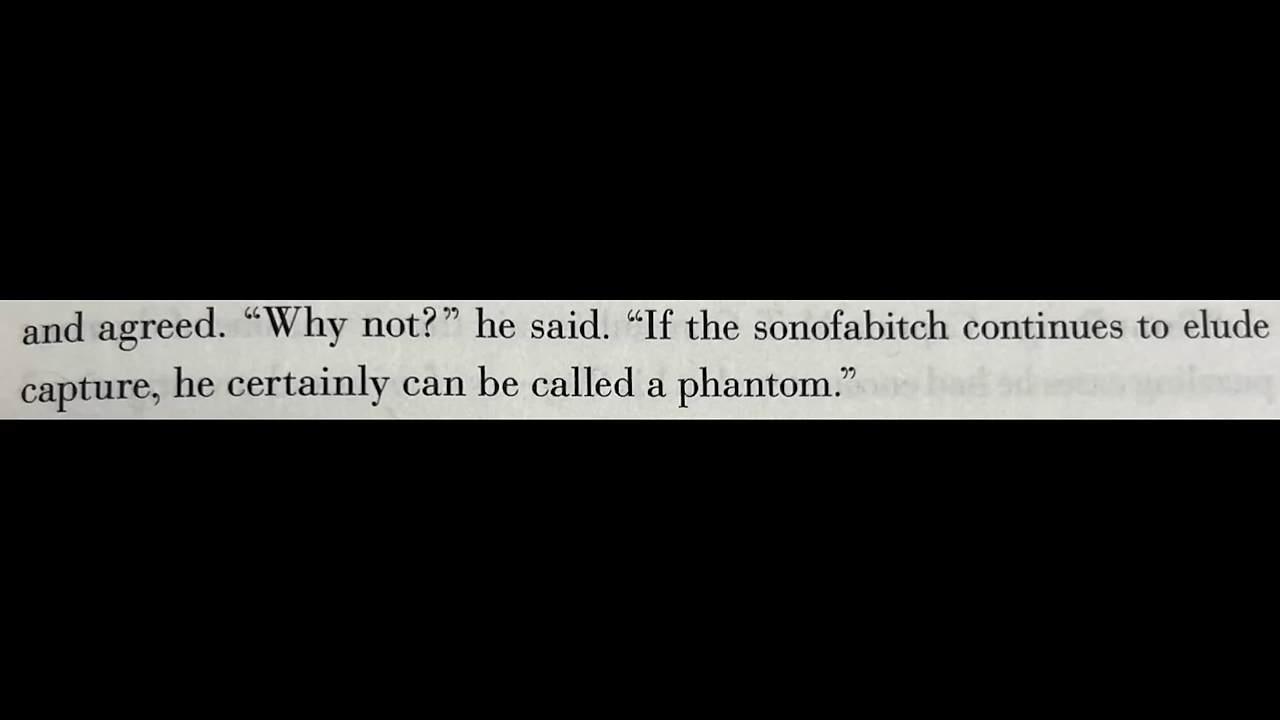 and agreed. “Why not?” he said. “If the sonofabitch continues to elude
capture, he certainly can be called a phantom.”